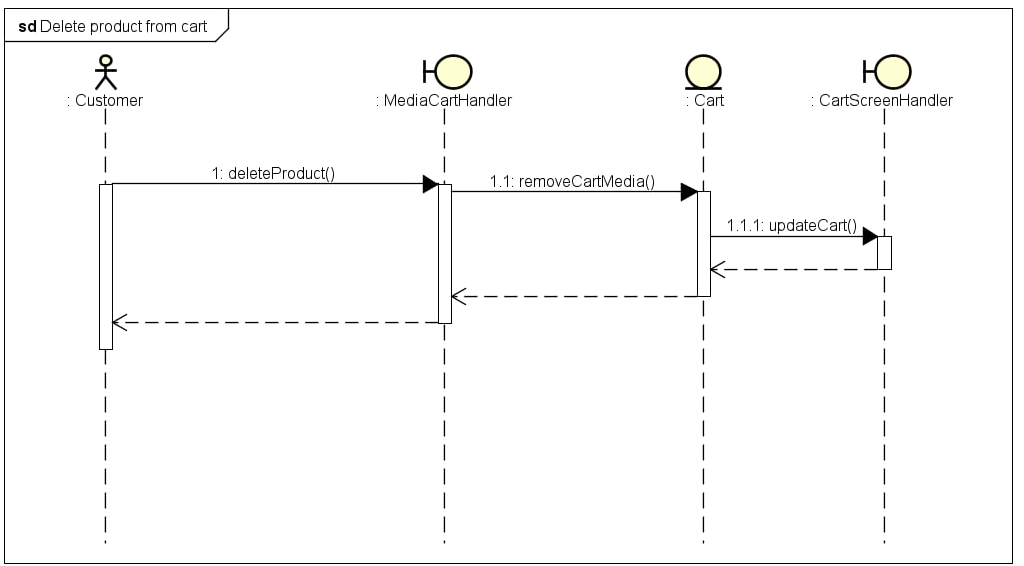 sd Delete product from cart
: Customer
: MediaCartHandler
: Cart
: CartScreenHandler
1: deleteProduct()
1.1: removeCartMedia()
1.1.1: updateCart()